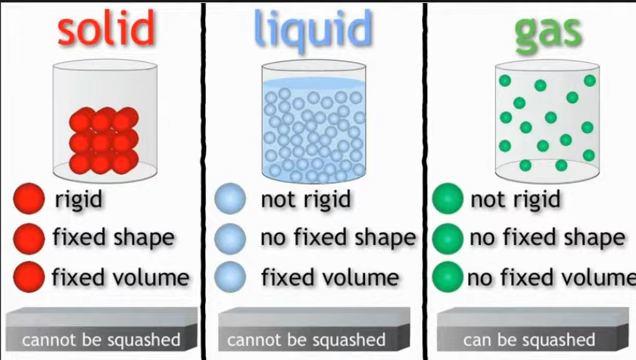 solid
rigid
fixed shape
fixed volume
cannot be squashed
liquid
not rigid
no fixed shape
fixed volume
cannot be squashed
gas
not rigid
no fixed shape
no fixed volume
can be squashed